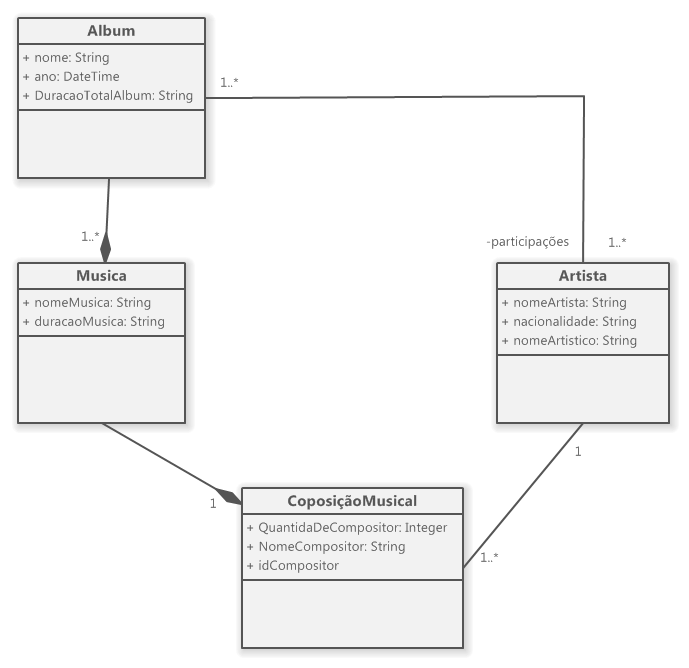 Album
+ nome: String
+ ano: DateTime
+ DuracaoTotalAlbum: String
1..*
1..*
-participações
1..*
Musica
+ nomeMusica: String
+ duracaoMusica: String
Artista
+ nomeArtista: String
+ nacionalidade: String
+ nomeArtistico: String
1
1
1..*
CoposiçãoMusical
+ QuantidaDeCompositor: Integer
+ NomeCompositor: String
+ idCompositor